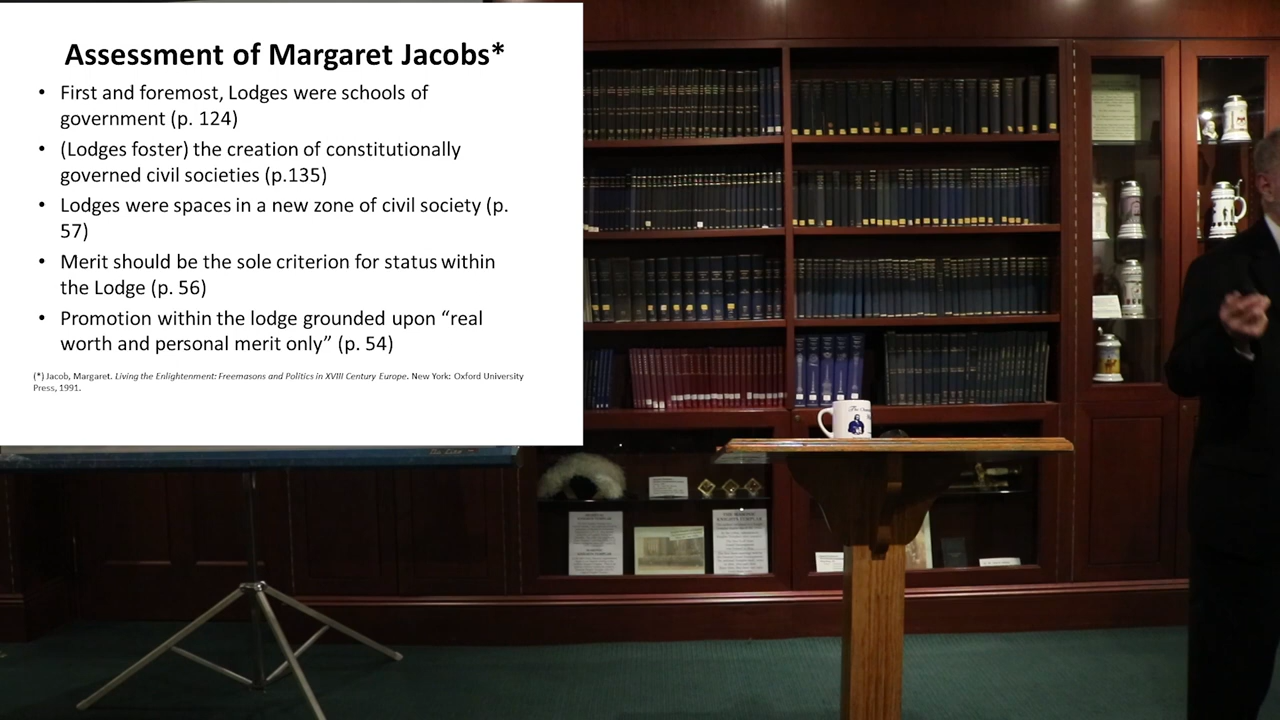 Assessment of Margaret Jacobs*
• First and foremost, Lodges were schools of
government (p. 124)
• (Lodges foster) the creation of constitutionally
governed civil societies (p.135)
• Lodges were spaces in a new zone of civil society (p.
57)
• Merit should be the sole criterion for status within
the Lodge (p. 56)
• Promotion within the lodge grounded upon “real
worth and personal merit only” (p. 54)
(*) Jacob, Margaret. Living the Enlightenment: Freemasons and Politics in XVIII Century Europe. New York: Oxford University
Press, 1991.